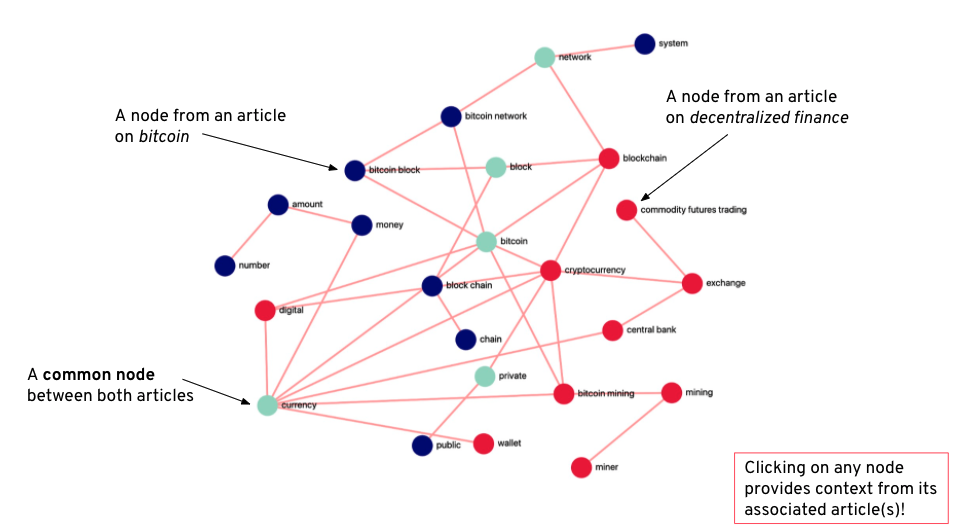 system
network
A node from an article
on decentralized finance
A node from an article
on bitcoin
bitcoin network
blockchain
block
bitcoin block
amount
commodity futures trading
money
bitcoin
number
cryptocurrency
block chain
exchange
digital
central bank
chain
A common node
between both articles
private
bitcoin mining
mining
currency
public
wallet
miner
Clicking on any node
provides context from its
associated article(s)!